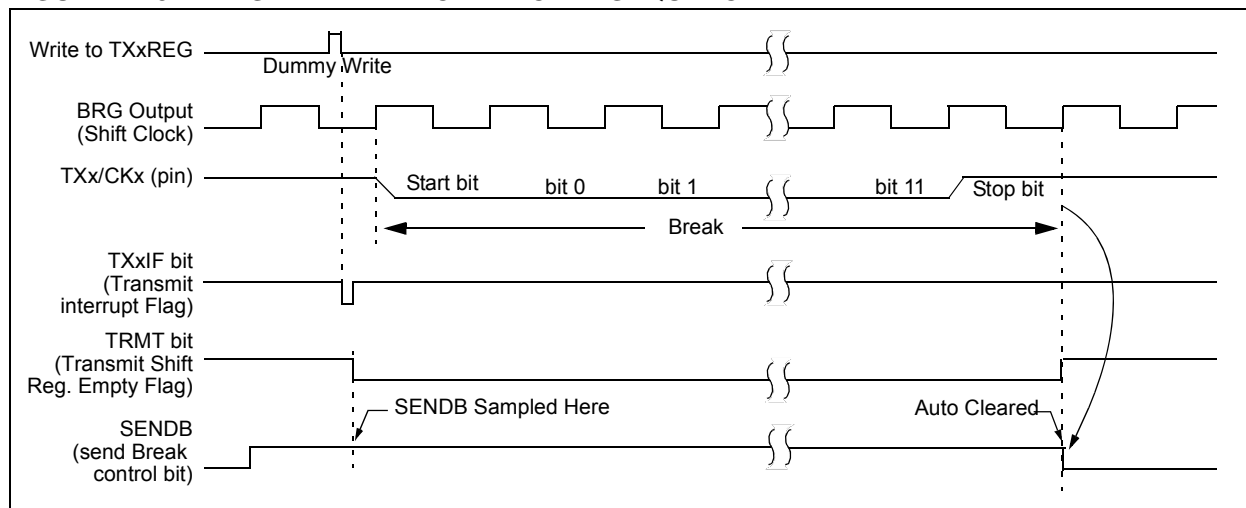 Write to TXxREG
Dummy Write
BRG Output
(Shift Clock)
TXx/CKx (pin)
Start bit
bit 0
bit 1
bit 11
Stop bit
Break
TXxIF bit
(Transmit
interrupt Flag)
TRMT bit
(Transmit Shift
Reg. Empty Flag)
SENDB Sampled Here
Auto Cleared
SENDB
(send Break
control bit)